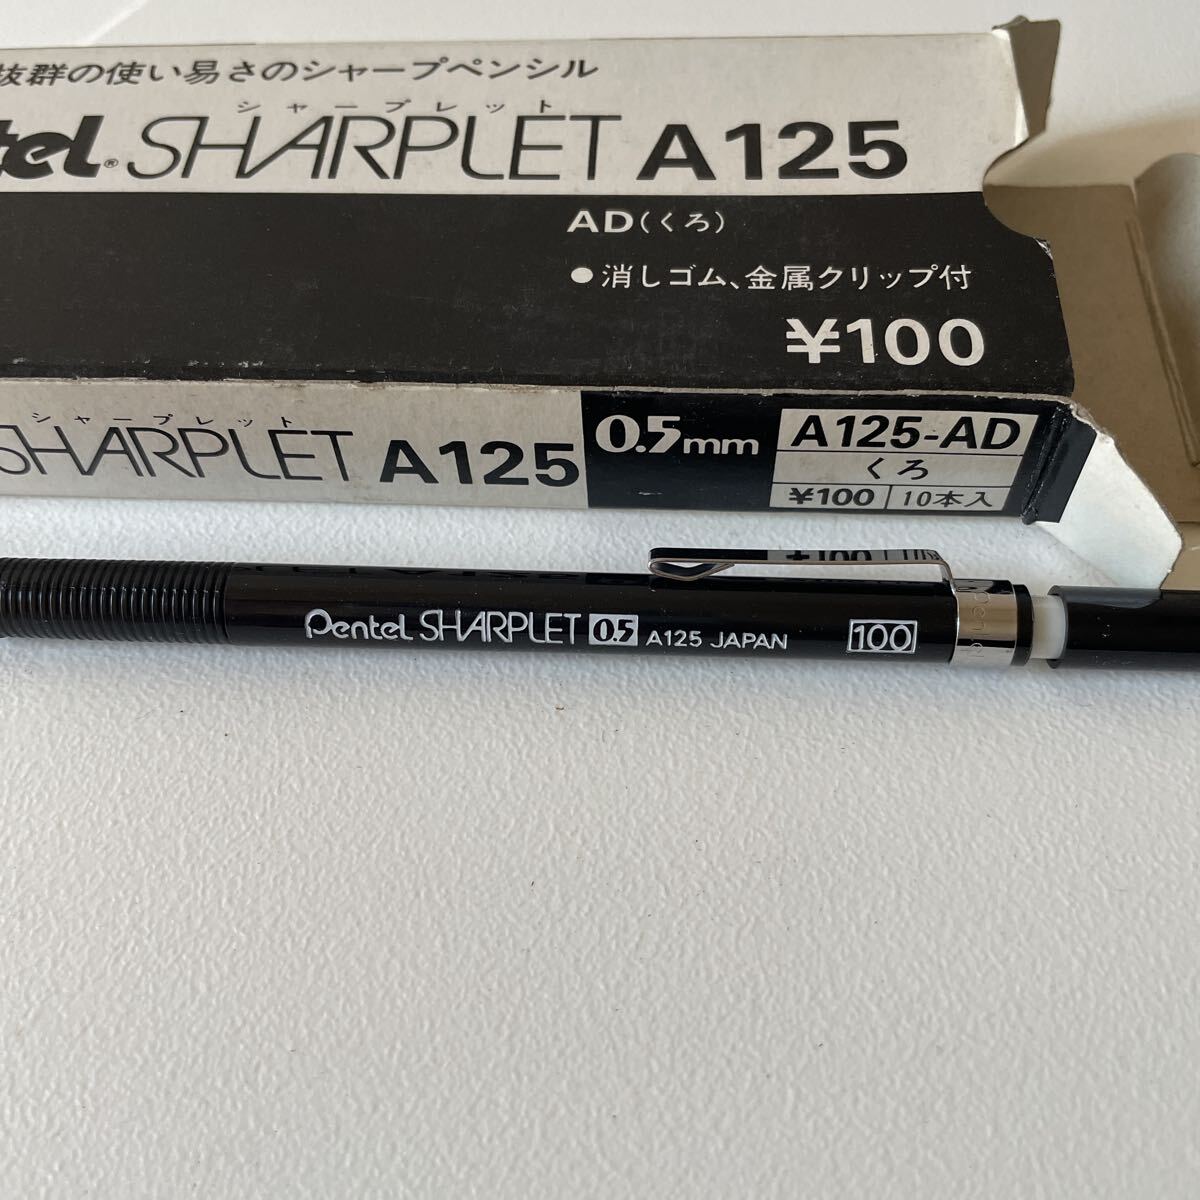 抜群の使い易さのシャープペンシル
シャープレット
Pentel® SHARPLET A125
AD(くろ)
●消しゴム、金属クリップ付
¥100
シャープレット
SHARPLET A125 0.5mm A125-AD
くろ
¥100 10本入
Pentel SHARPLET 0.5 A125 JAPAN 100